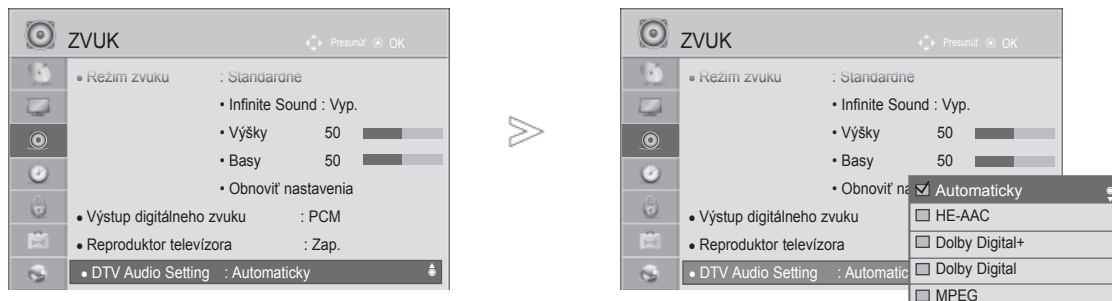 ZVUK
Presunúť OK
• Režim zvuku : Štandardné
• Infinite Sound : Vyp.
• Výšky 50
• Basy 50
• Obnoviť nastavenia
• Výstup digitálneho zvuku : PCM
• Reproduktor televízora : Zap.
• DTV Audio Setting : Automaticky
ZVUK
Presunúť OK
• Režim zvuku : Štandardné
• Infinite Sound : Vyp.
• Výšky 50
• Basy 50
• Obnoviť na
Automaticky
• Výstup digitálneho zvuku
HE-AAC
• Reproduktor televízora
Dolby Digital+
• DTV Audio Setting : Automatic
Dolby Digital
MPEG